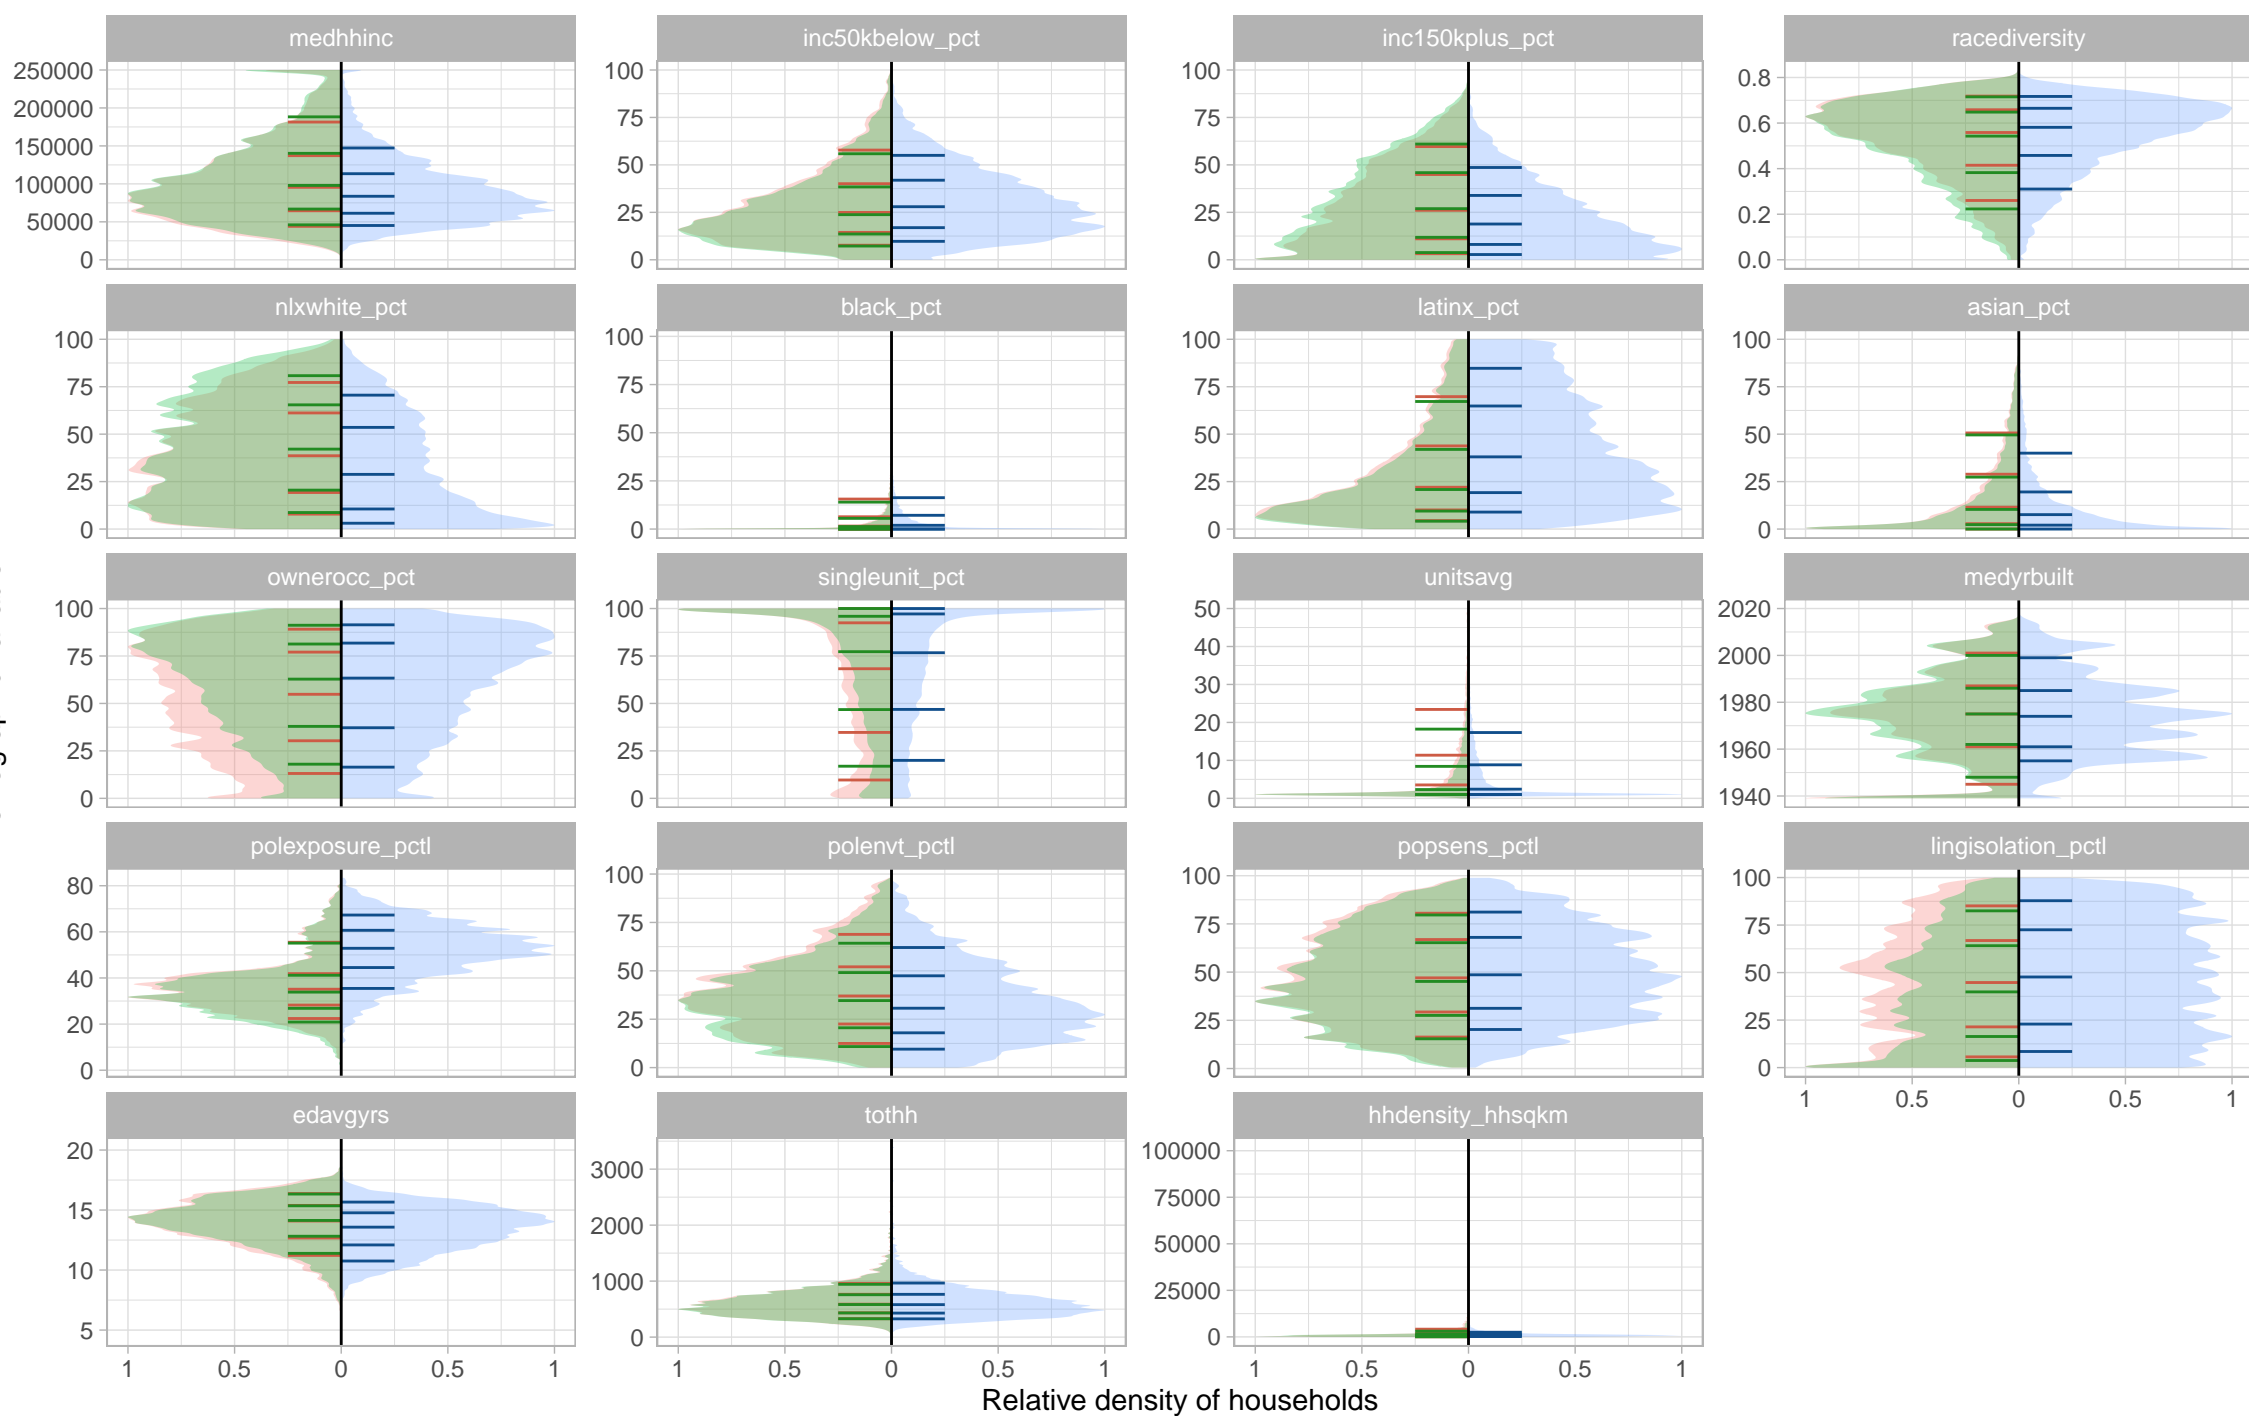 medhhinc inc50kbelow_pct inc150kplus_pct racediversity
250000 100 100 0.8
200000 75 75 0.6
150000 50 50 0.4
100000 25 25 0.2
50000 0 0 0.0
0
nlxwhite_pct black_pct latinx_pct asian_pct
100 100 100 100
75 75 75 75
50 50 50 50
25 25 25 25
0 0 0 0
ownerocc_pct singleunit_pct unitsavg medyrbuilt
100 100 50 2020
75 75 40 2000
50 50 30 1980
25 25 20 1960
0 0 10 1940
0
polexposure_pctl polenvt_pctl popsens_pctl lingisolation_pctl
80 100 100 100
60 75 75 75
40 50 50 50
20 25 25 25
0 0 0 0
1 0.5 0 0.5 1
edavgyrs tothh hhdensity_hhsqkm
20 3000 100000
15 2000 75000
10 1000 50000
5 0 25000
0
1 0.5 0 0.5 1 1 0.5 0 0.5 1 1 0.5 0 0.5 1
Relative density of households